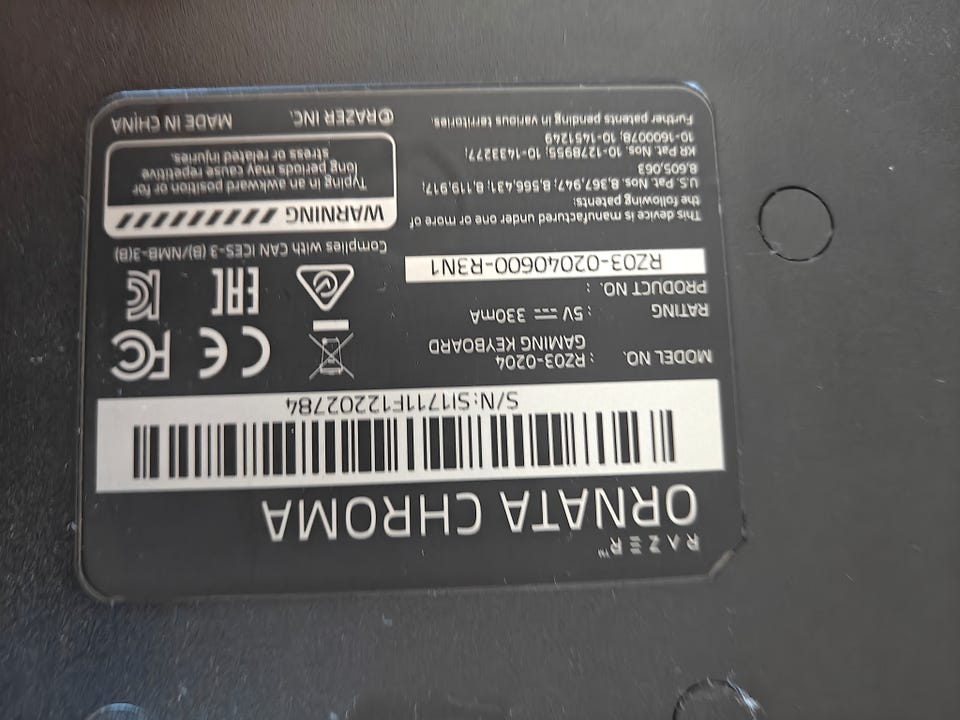 RAZER™
ORNATA CHROMA
S/N:SI1711F12202784
MODEL NO. : RZ03-0204
GAMING KEYBOARD
RATING : 5V ⎓ 330mA
PRODUCT NO. :
RZ03-02040600-R3N1
This device is manufactured under one or more of
the following patents:
U.S. Pat. Nos. 8,367,947; 8,566,431; 8,119,917;
8,605,063
KR Pat. Nos. 10-1278955; 10-1433277;
10-1600078; 10-1451249
Further patents pending in various territories.
FC CE
EAC
Complies with CAN ICES-3 (B)/NMB-3(B)
WARNING
Typing in an awkward position or for
long periods may cause repetitive
stress or related injuries.
©RAZER INC. MADE IN CHINA